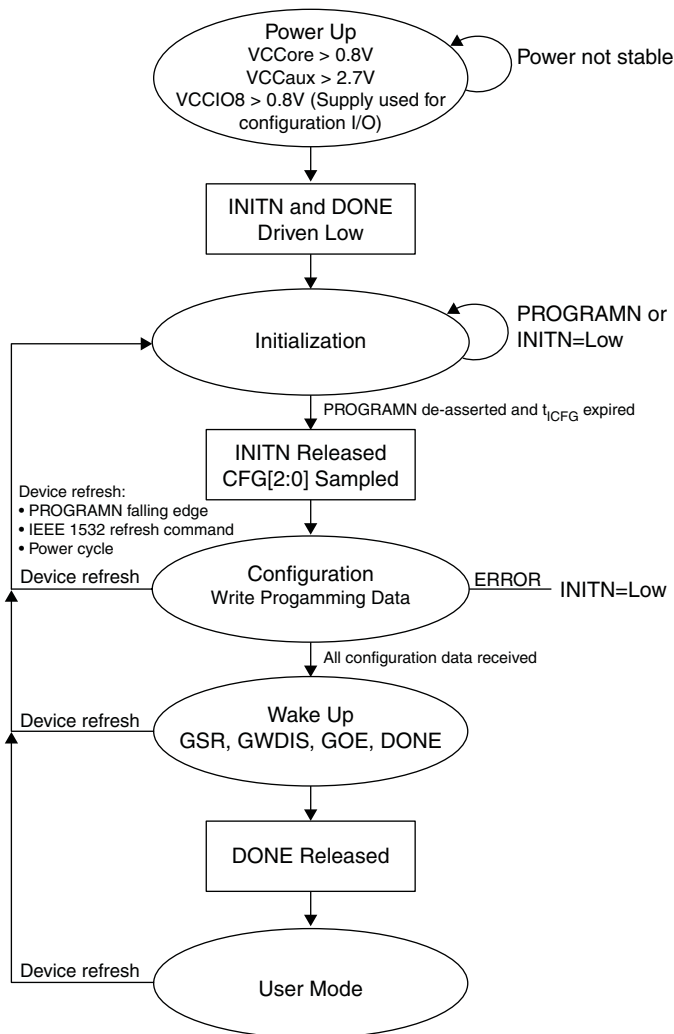 Power Up
VCCore > 0.8V
VCCaux > 2.7V
VCCIO8 > 0.8V (Supply used for
configuration I/O)
Power not stable
INITN and DONE
Driven Low
Initialization
PROGRAMN or
INITN=Low
PROGRAMN de-asserted and tICFG expired
INITN Released
CFG[2:0] Sampled
Device refresh:
• PROGRAMN falling edge
• IEEE 1532 refresh command
• Power cycle
Device refresh
Configuration
Write Progamming Data
ERROR
INITN=Low
All configuration data received
Device refresh
Wake Up
GSR, GWDIS, GOE, DONE
DONE Released
Device refresh
User Mode